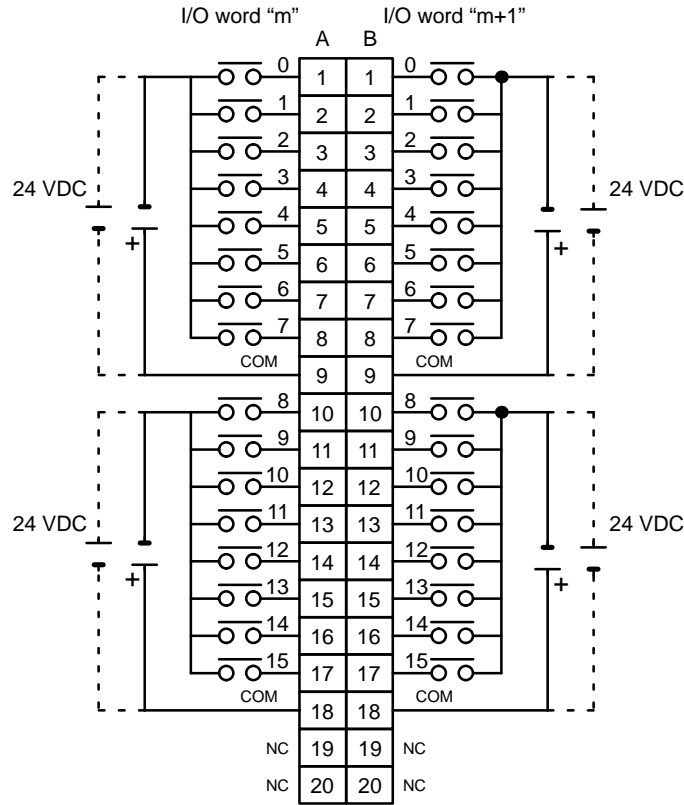 I/O word “m” I/O word “m+1”
A B
0 1 1 0
1 2 2 1
2 3 3 2
24 VDC 3 4 4 3 24 VDC
4 5 5 4
+ 5 6 6 5 +
6 7 7 6
7 8 8 7
COM 9 9 COM
8 10 10 8
9 11 11 9
10 12 12 10
24 VDC 11 13 13 11 24 VDC
12 14 14 12
+ 13 15 15 13 +
14 16 16 14
15 17 17 15
COM 18 18 COM
NC 19 19 NC
NC 20 20 NC